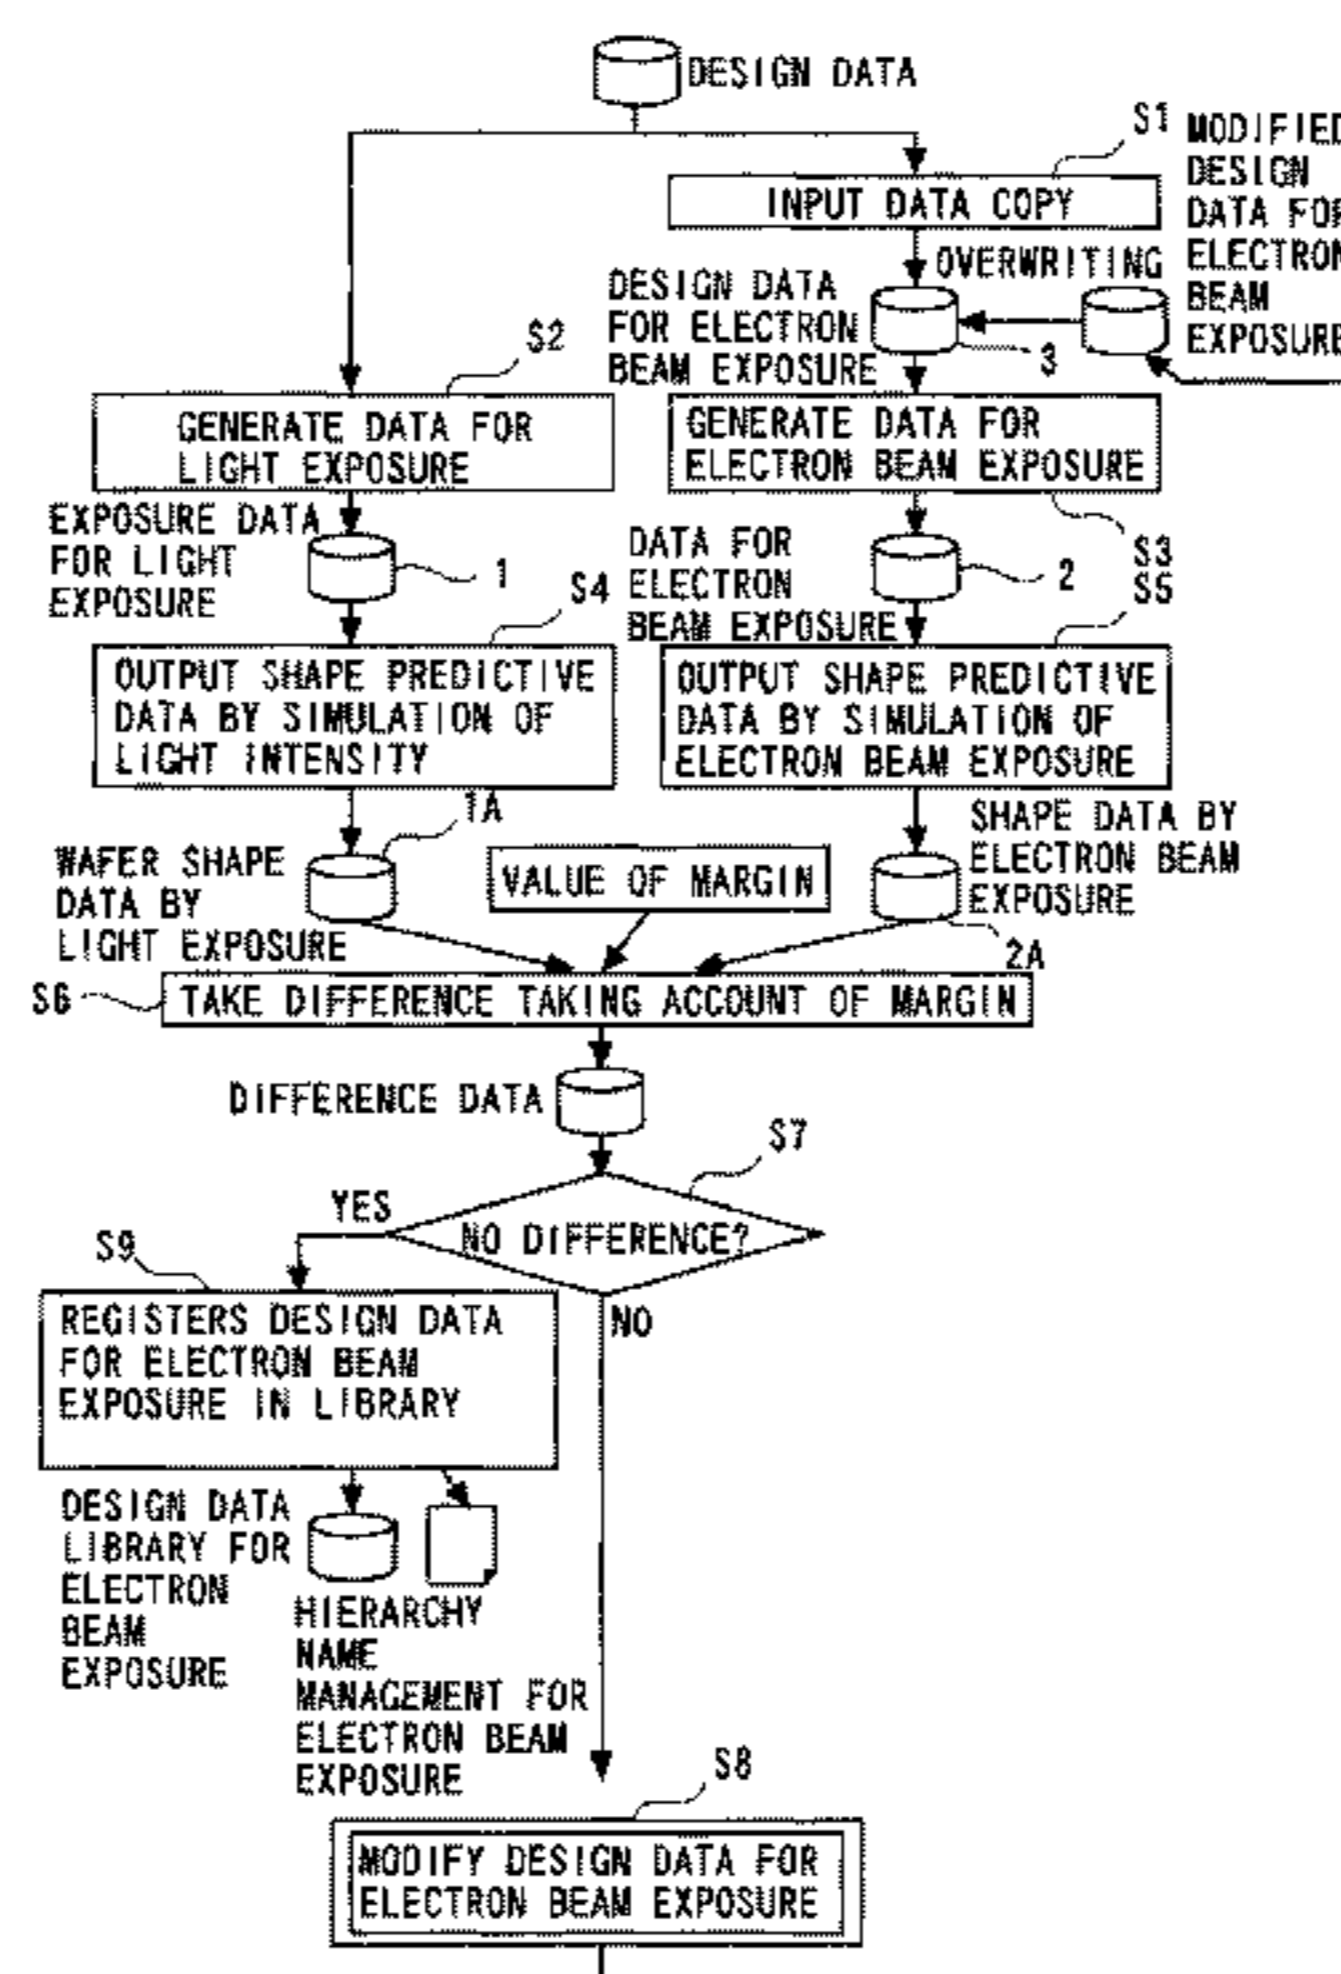 DESIGN DATA
S1
MODIFIED
DESIGN
DATA FOR
ELECTRON
BEAM
EXPOSURE
INPUT DATA COPY
OVERWRITING
DESIGN DATA
FOR ELECTRON
BEAM EXPOSURE
3
S2
GENERATE DATA FOR
LIGHT EXPOSURE
GENERATE DATA FOR
ELECTRON BEAM EXPOSURE
S3
EXPOSURE DATA
FOR LIGHT
EXPOSURE
1
DATA FOR
ELECTRON
BEAM EXPOSURE
2
S4
S5
OUTPUT SHAPE PREDICTIVE
DATA BY SIMULATION OF
LIGHT INTENSITY
OUTPUT SHAPE PREDICTIVE
DATA BY SIMULATION OF
ELECTRON BEAM EXPOSURE
1A
WAFER SHAPE
DATA BY
LIGHT EXPOSURE
VALUE OF MARGIN
SHAPE DATA BY
ELECTRON BEAM
EXPOSURE
2A
S6
TAKE DIFFERENCE TAKING ACCOUNT OF MARGIN
DIFFERENCE DATA
S7
NO DIFFERENCE?
YES
NO
S9
REGISTERS DESIGN DATA
FOR ELECTRON BEAM
EXPOSURE IN LIBRARY
DESIGN DATA
LIBRARY FOR
ELECTRON
BEAM
EXPOSURE
HIERARCHY
NAME
MANAGEMENT FOR
ELECTRON BEAM
EXPOSURE
S8
MODIFY DESIGN DATA FOR
ELECTRON BEAM EXPOSURE